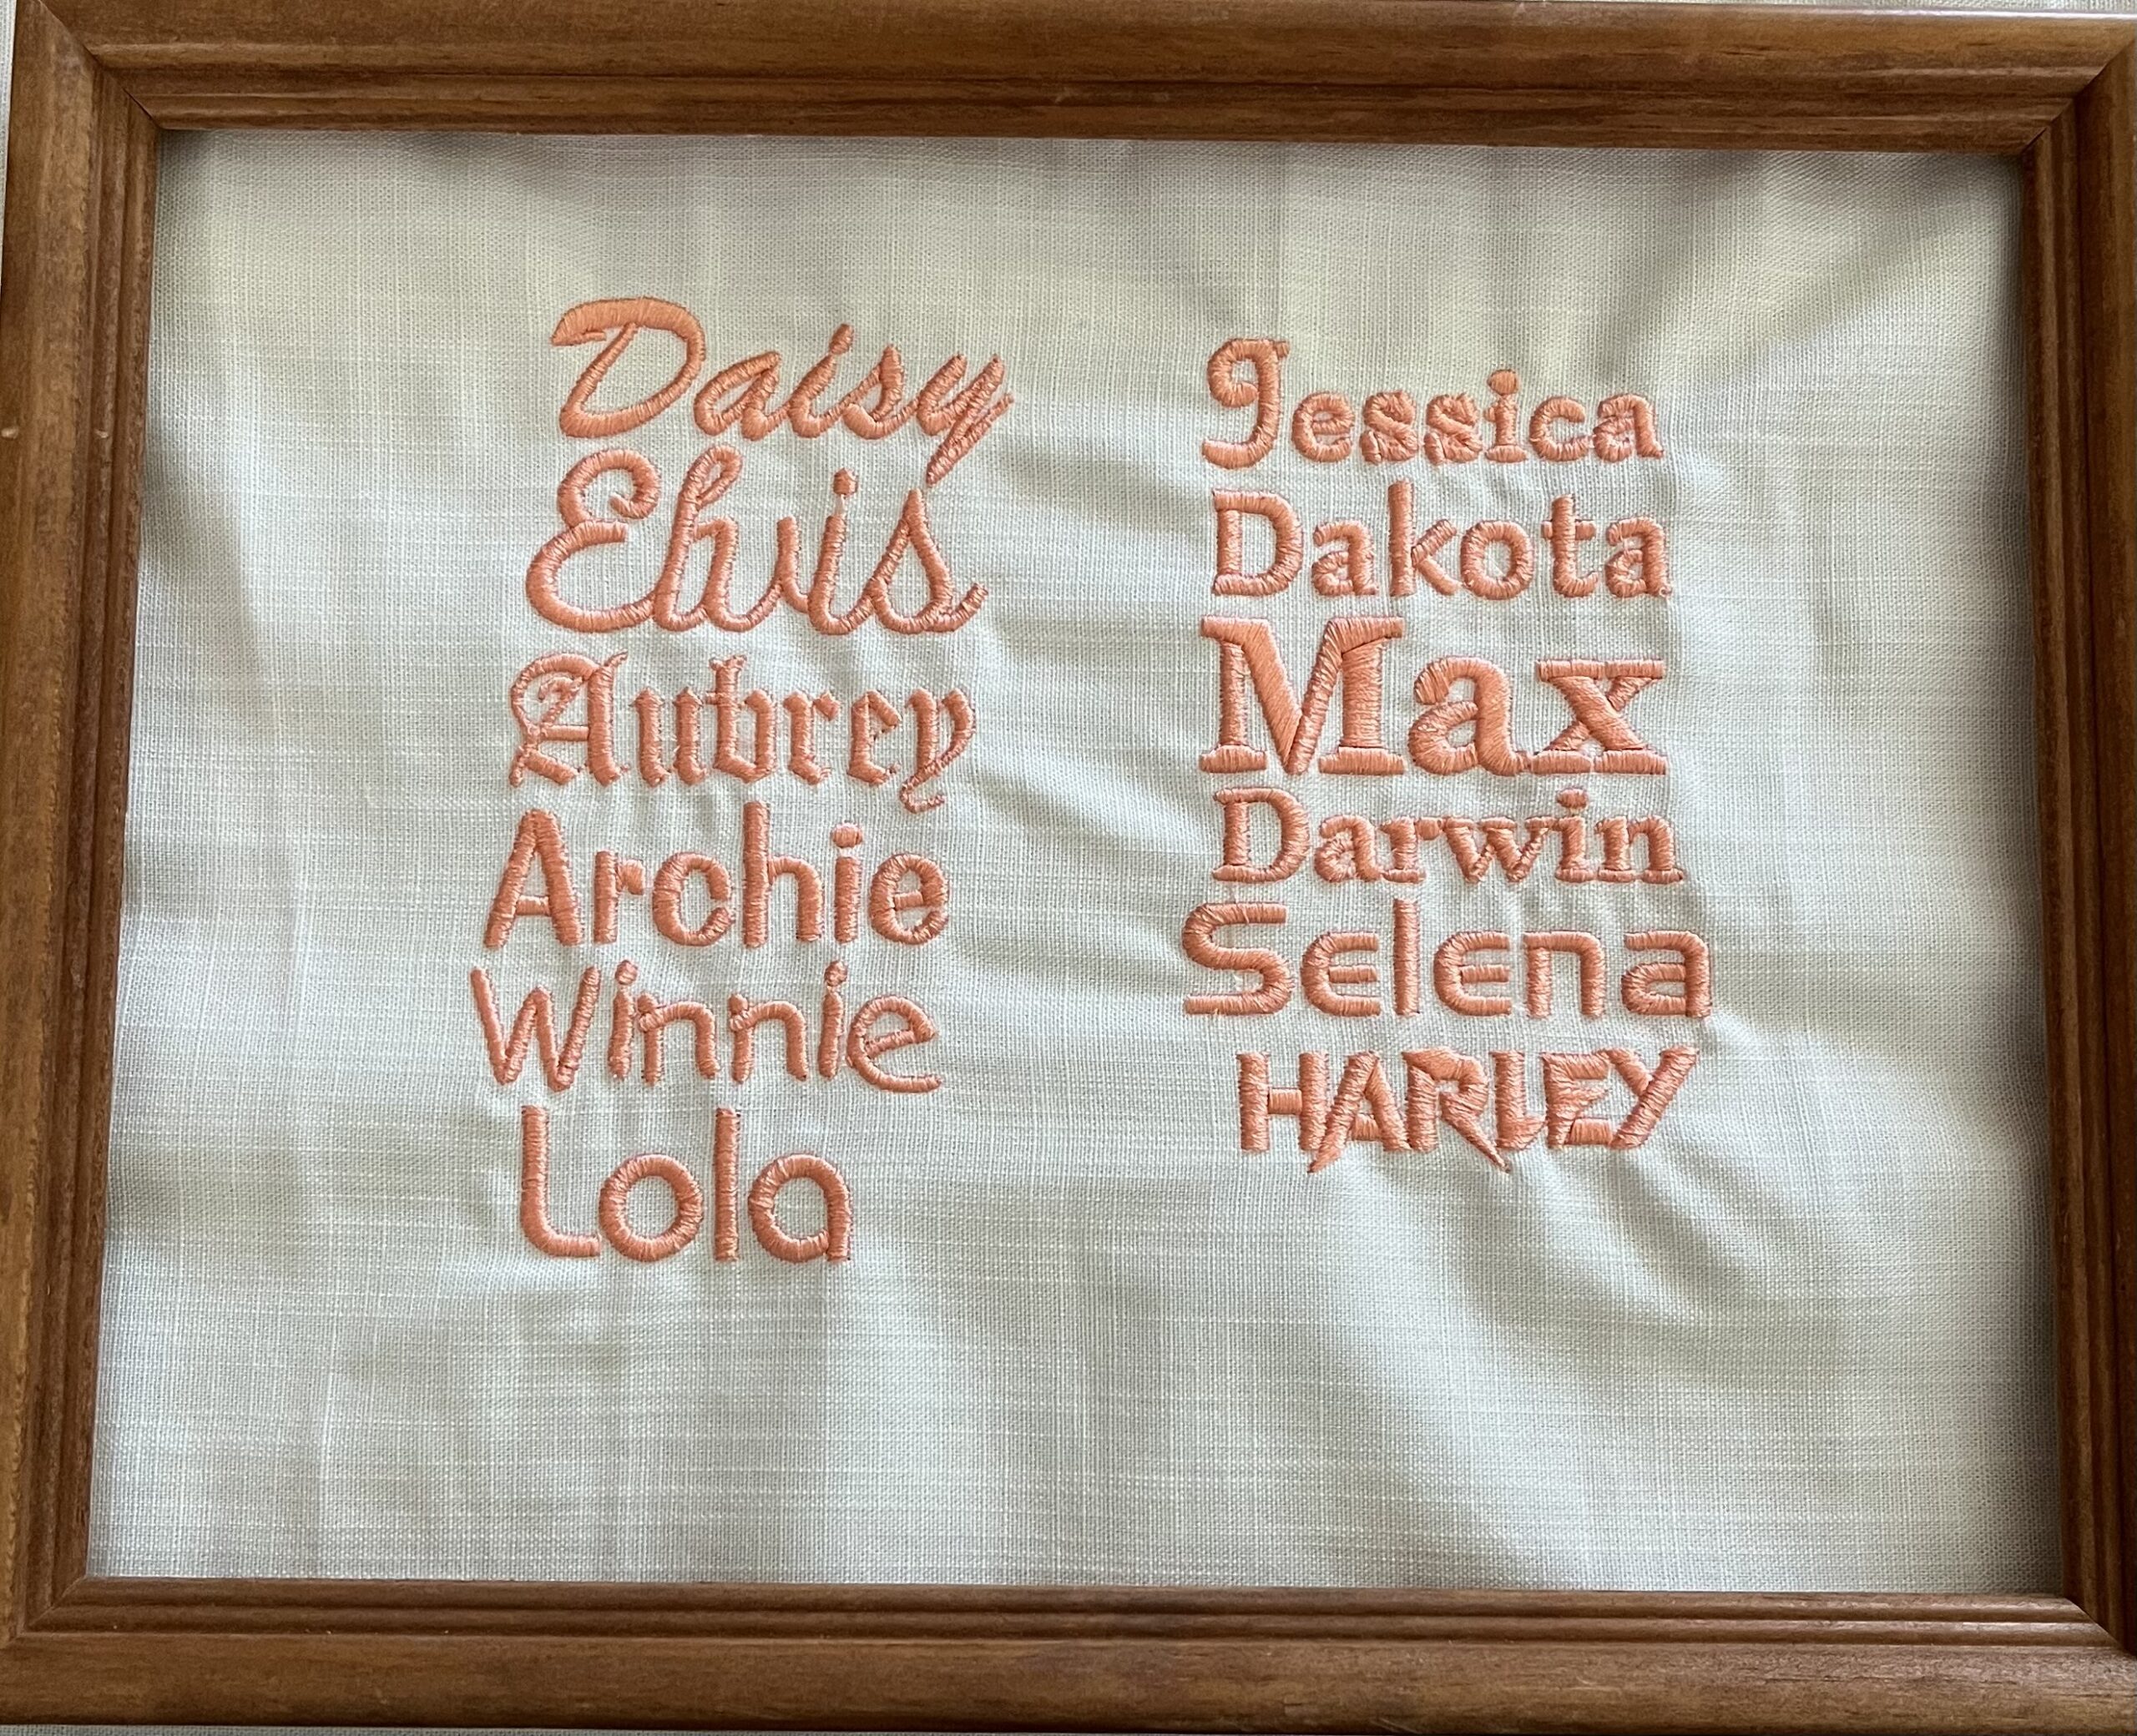 Daisy
Elvis
Aubrey
Archie
Winnie
Lola
Jessica
Dakota
Max
Darwin
Selena
HARLEY